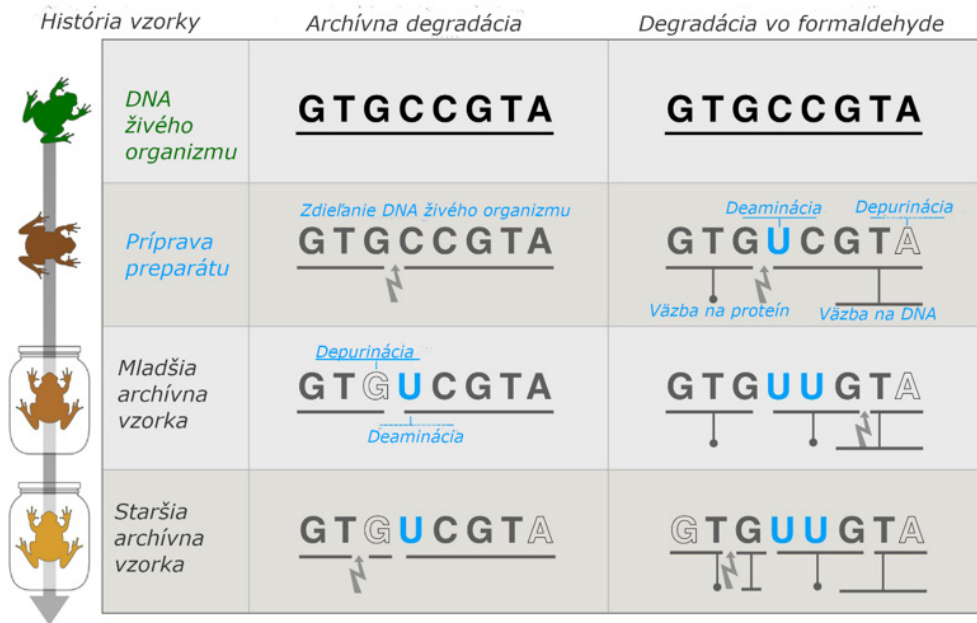 História vzorky
Archívna degradácia
Degradácia vo formaldehyde
DNA
živého
organizmu
GTGCCGTA
GTGCCGTA
Príprava
preparátu
Zdieľanie DNA živého organizmu
GTGCCGTA
Deaminácia
Depurinácia
GTGUCGTA
Väzba na proteín
Väzba na DNA
Mladšia
archívna
vzorka
Depurinácia
GTGUCGTA
Deaminácia
GTGUUGTA
Staršia
archívna
vzorka
GTGUCGTA
GTGUUGTA